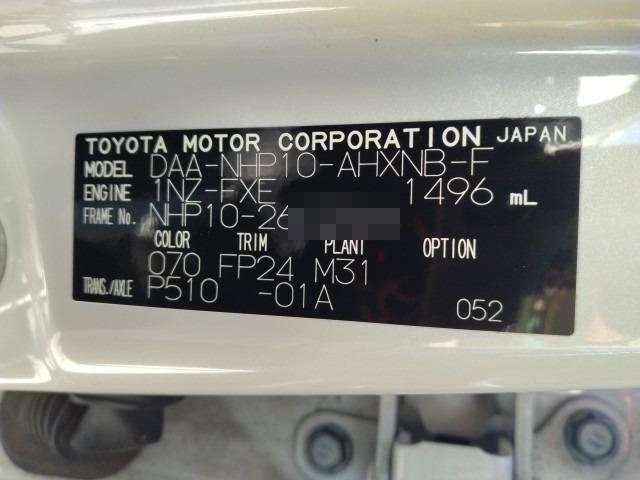 TOYOTA MOTOR CORPORATION JAPAN
MODEL DAA-NHP10-AHXNB-F
ENGINE 1NZ-FXE 1496 mL
FRAME No. NHP10-26
COLOR TRIM PLANT OPTION
070 FP24 M31
TRANS./AXLE P510 -01A 052